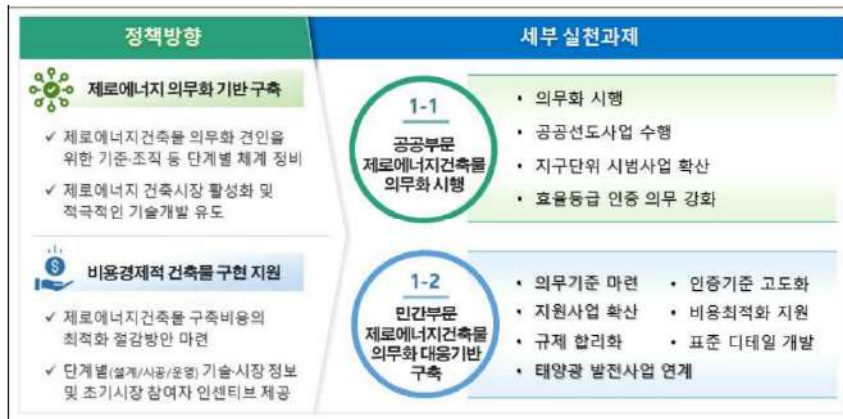 정책방향
세부 실천과제
제로에너지 의무화 기반 구축
✓ 제로에너지건축물 의무화 견인을
위한 기준·조직 등 단계별 체계 정비
✓ 제로에너지 건축시장 활성화 및
적극적인 기술개발 유도
비용경제적 건축물 구현 지원
✓ 제로에너지건축물 구축비용의
최적화 절감방안 마련
✓ 단계별(설계/시공/운영) 기술·시장 정보
및 초기시장 참여자 인센티브 제공
1-1
공공부문
제로에너지건축물
의무화 시행
• 의무화 시행
• 공공선도사업 수행
• 지구단위 시범사업 확산
• 효율등급 인증 의무 강화
1-2
민간부문
제로에너지건축물
의무화 대응기반
구축
• 의무기준 마련 • 인증기준 고도화
• 지원사업 확산 • 비용최적화 지원
• 규제 합리화 • 표준 디테일 개발
• 태양광 발전사업 연계